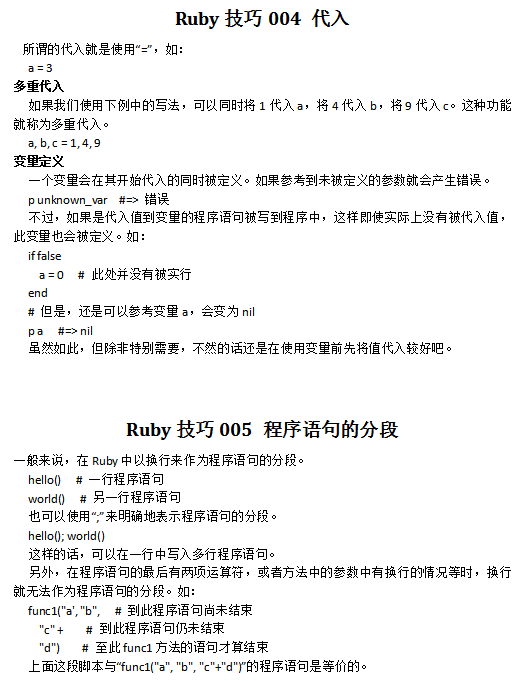 Ruby 技巧 004 代入
所谓的代入就是使用“=”，如：
a = 3
多重代入
如果我们使用下例中的写法，可以同时将 1 代入 a，将 4 代入 b，将 9 代入 c。这种功能
就称为多重代入。
a, b, c = 1, 4, 9
变量定义
一个变量会在其开始代入的同时被定义。如果参考到未被定义的参数就会产生错误。
p unknown_var #=> 错误
不过，如果是代入值到变量的程序语句被写到程序中，这样即使实际上没有被代入值，
此变量也会被定义。如：
if false
a = 0 # 此处并没有被实行
end
# 但是，还是可以参考变量 a，会变为 nil
p a #=> nil
虽然如此，但除非特别需要，不然的话还是在使用变量前先将值代入较好吧。
Ruby 技巧 005 程序语句的分段
一般来说，在 Ruby 中以换行来作为程序语句的分段。
hello() # 一行程序语句
world() # 另一行程序语句
也可以使用“;”来明确地表示程序语句的分段。
hello(); world()
这样的话，可以在一行中写入多行程序语句。
另外，在程序语句的最后有两项运算符，或者方法中的参数中有换行的情况等时，换行
就无法作为程序语句的分段。如：
func1("a', "b", # 到此程序语句尚未结束
"c" + # 到此程序语句仍未结束
"d") # 至此 func1 方法的语句才算结束
上面这段脚本与“func1("a", "b", "c"+"d")”的程序语句是等价的。